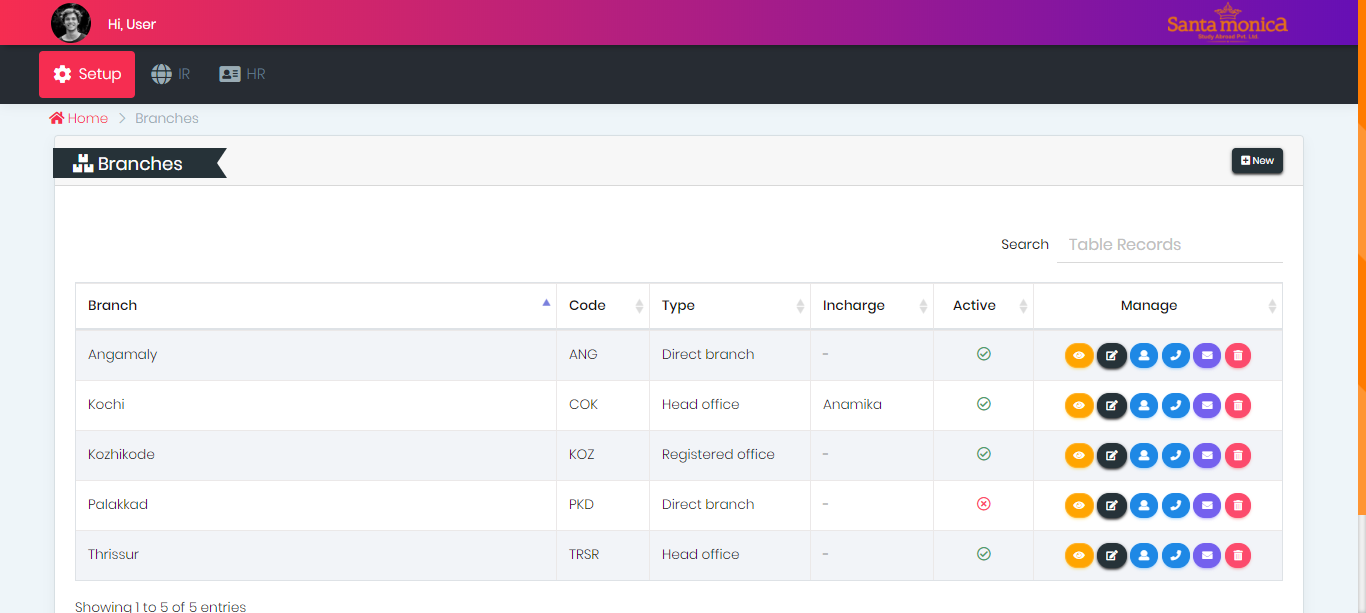 Hi, User
Santa monica
Study Abroad Pvt. Ltd.
Setup IR HR
Home > Branches
Branches
New
Search Table Records
Branch Code Type Incharge Active Manage
Angamaly ANG Direct branch -
Kochi COK Head office Anamika
Kozhikode KOZ Registered office -
Palakkad PKD Direct branch -
Thrissur TRSR Head office -
Showing 1 to 5 of 5 entries